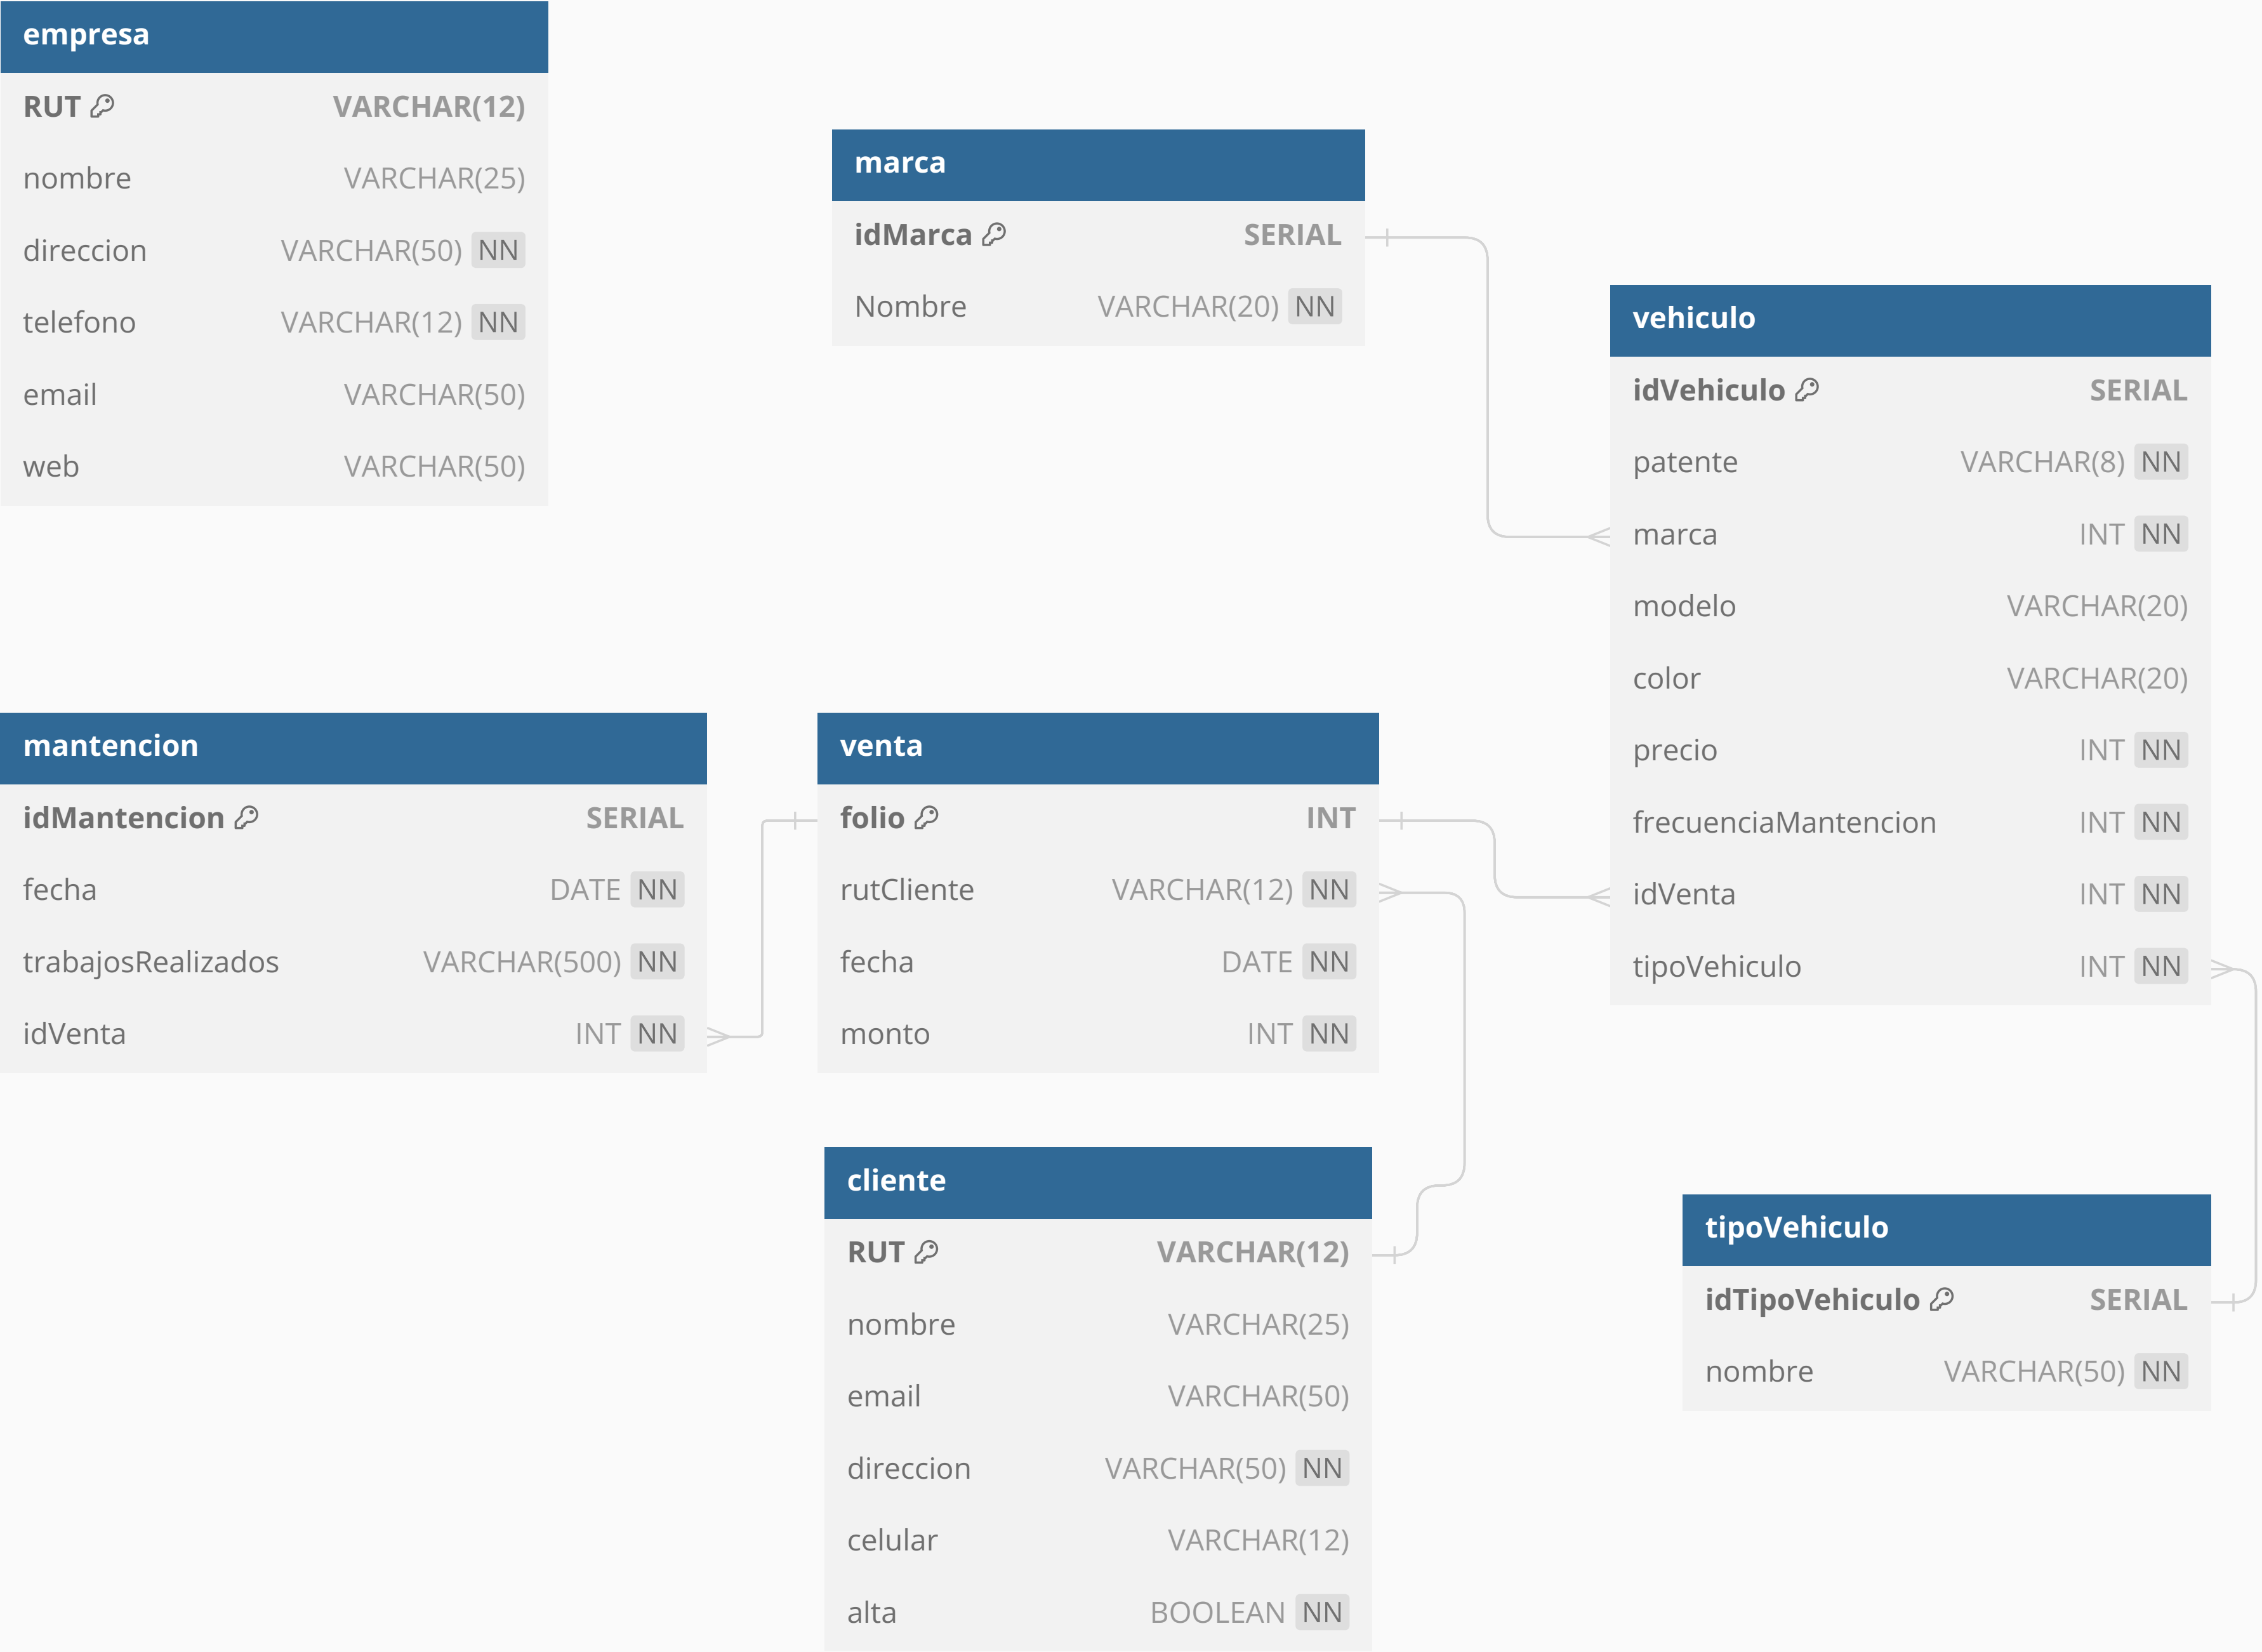 empresa
RUT VARCHAR(12)
nombre VARCHAR(25)
direccion VARCHAR(50) NN
telefono VARCHAR(12) NN
email VARCHAR(50)
web VARCHAR(50)
marca
idMarca SERIAL
Nombre VARCHAR(20) NN
vehiculo
idVehiculo SERIAL
patente VARCHAR(8) NN
marca INT NN
modelo VARCHAR(20)
color VARCHAR(20)
precio INT NN
frecuenciaMantencion INT NN
idVenta INT NN
tipoVehiculo INT NN
mantencion
idMantencion SERIAL
fecha DATE NN
trabajosRealizados VARCHAR(500) NN
idVenta INT NN
venta
folio INT
rutCliente VARCHAR(12) NN
fecha DATE NN
monto INT NN
cliente
RUT VARCHAR(12)
nombre VARCHAR(25)
email VARCHAR(50)
direccion VARCHAR(50) NN
celular VARCHAR(12)
alta BOOLEAN NN
tipoVehiculo
idTipoVehiculo SERIAL
nombre VARCHAR(50) NN